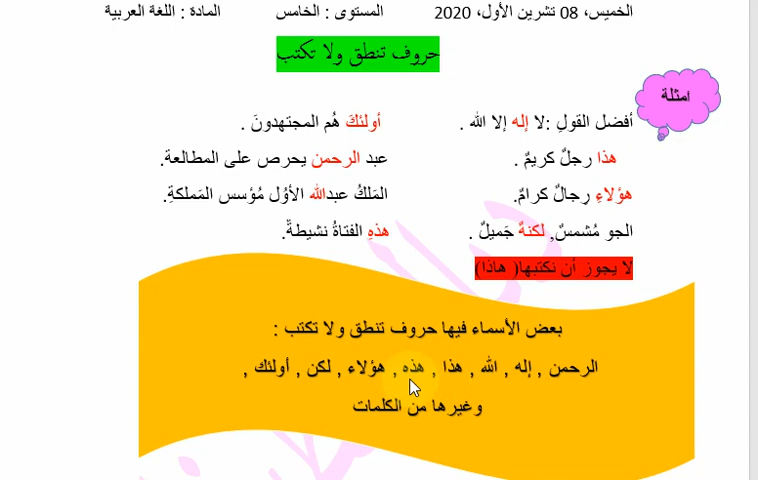 الخميس، 08 تشرين الأول، 2020 المستوى : الخامس المادة : اللغة العربية
حروف تنطق ولا تكتب
امثلة
أفضل القولِ :لا إله إلا الله . أولئكَ هُم المجتهدونَ .
هذا رجلٌ كريمٌ . عبد الرحمن يحرص على المطالعة.
هؤلاءِ رجالٌ كرامٌ. المَلكُ عبدالله الأوُل مُؤسس المَملكةِ.
الجو مُشمسٌ, لكنهُ جَميلٌ . هذهِ الفتاةُ نشيطةٌ.
لا يجوز أن نكتبها( هاذا)
بعض الأسماء فيها حروف تنطق ولا تكتب :
الرحمن , إله , الله , هذا , هذه , هؤلاء , لكن , أولئك ,
وغيرها من الكلمات